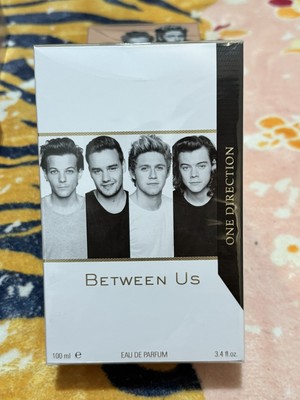 ONE DIRECTION
BETWEEN US
100 ml ℮
EAU DE PARFUM
3.4 fl.oz.